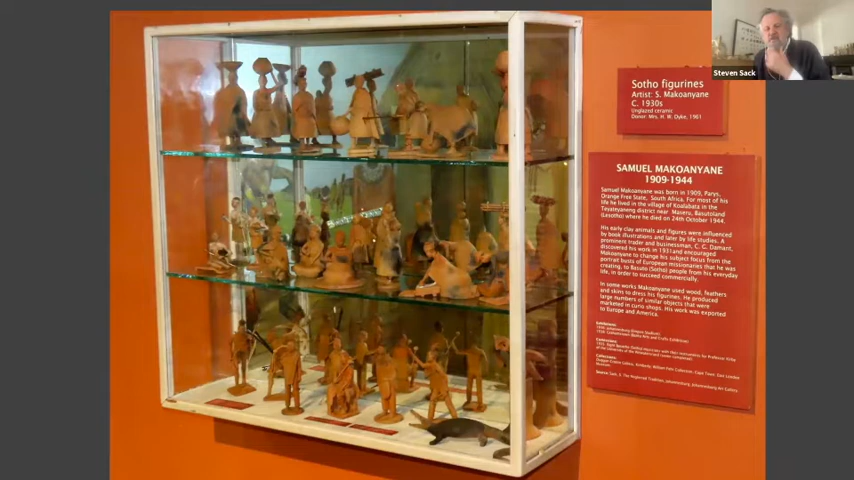 Steven Sack
Sotho figurines
Artist: S. Makoanyane
C. 1930s
Unglazed ceramic
Donor: Mrs. H. W. Dyke, 1961
SAMUEL MAKOANYANE
1909-1944
Samuel Makoanyane was born in 1909, Parys,
Orange Free State, South Africa. For most of his
life he lived in the village of Koalabata in the
Teyateyaneng district near Maseru, Basutoland
(Lesotho) where he died on 24th October 1944.
His early clay animals and figures were influenced
by book illustrations and later by life studies. A
prominent trader and businessman, C. G. Damant,
discovered his work in 1931 and encouraged
Makoanyane to change his subject focus from the
portrait busts of European missionaries that he was
creating, to Basuto (Sotho) people from his everyday
life, in order to succeed commercially.
In some works Makoanyane used wood, feathers
and skins to dress his figurines. He produced
large numbers of similar objects that were
marketed in curio shops. His work was exported
to Europe and America.